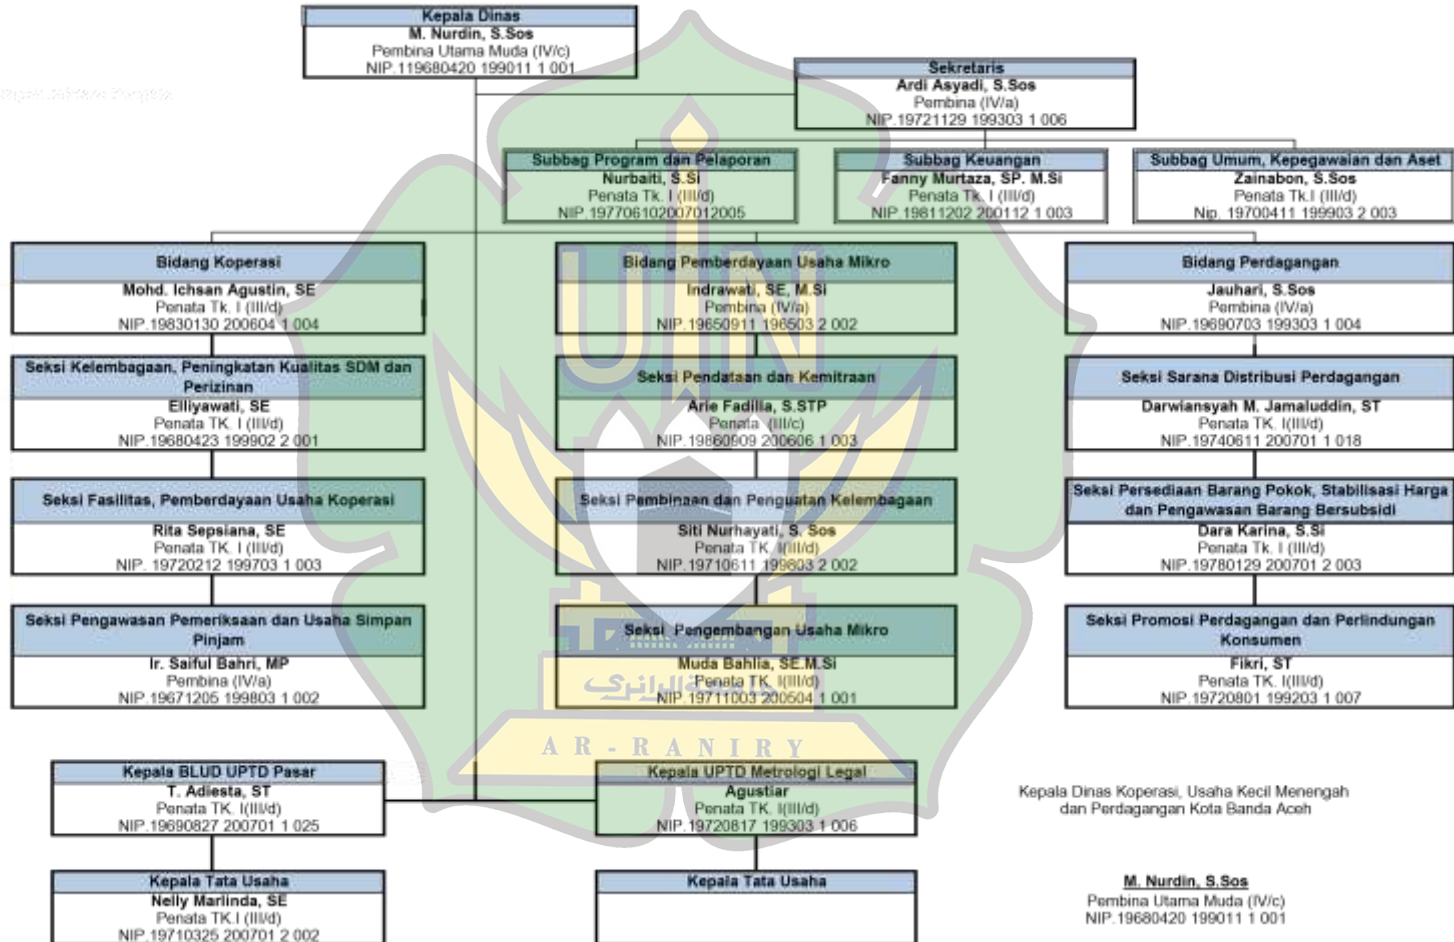 Kepala Dinas
M. Nurdin, S.Sos
Pembina Utama Muda (IV/c)
NIP.119680420 199011 1 001
Sekretaris
Ardi Asyadi, S.Sos
Pembina (IV/a)
NIP.19721129 199303 1 006
Subbag Program dan Pelaporan
Nurbaiti, S.Si
Penata Tk. I (III/d)
NIP.197706102007012005
Subbag Keuangan
Fanny Murtaza, SP. M.Si
Penata Tk. I (III/d)
NIP.19811202 200112 1 003
Subbag Umum, Kepegawaian dan Aset
Zainabon, S.Sos
Penata Tk.I (III/d)
Nip. 19700411 199903 2 003
Bidang Koperasi
Mohd. Ichsan Agustin, SE
Penata Tk. I (III/d)
NIP.19830130 200604 1 004
Bidang Pemberdayaan Usaha Mikro
Indrawati, SE, M.Si
Pembina (IV/a)
NIP.19650911 196503 2 002
Bidang Perdagangan
Jauhari, S.Sos
Pembina (IV/a)
NIP.19690703 199303 1 004
UIN
Seksi Kelembagaan, Peningkatan Kualitas SDM dan
Perizinan
Elliyawati, SE
Penata TK. I (III/d)
NIP.19680423 199902 2 001
Seksi Pendataan dan Kemitraan
Arie Fadilla, S.STP
Penata (III/c)
NIP.19860909 200606 1 003
Seksi Sarana Distribusi Perdagangan
Darwiansyah M. Jamaluddin, ST
Penata TK. I(III/d)
NIP.19740611 200701 1 018
Seksi Fasilitas, Pemberdayaan Usaha Koperasi
Rita Sepsiana, SE
Penata TK. I (III/d)
NIP. 19720212 199703 1 003
Seksi Pembinaan dan Penguatan Kelembagaan
Siti Nurhayati, S. Sos
Penata TK. I(III/d)
NIP.19710611 199803 2 002
Seksi Persediaan Barang Pokok, Stabilisasi Harga
dan Pengawasan Barang Bersubsidi
Dara Karina, S.Si
Penata Tk. I (III/d)
NIP.19780129 200701 2 003
Seksi Pengawasan Pemeriksaan dan Usaha Simpan
Pinjam
Ir. Saiful Bahri, MP
Pembina (IV/a)
NIP.19671205 199803 1 002
Seksi Pengembangan Usaha Mikro
Muda Bahlia, SE.M.Si
Penata TK. I(III/d)
NIP.19711003 200504 1 001
Seksi Promosi Perdagangan dan Perlindungan
Konsumen
Fikri, ST
Penata TK. I(III/d)
NIP.19720801 199203 1 007
جامعة الرانري
AR-RANIRY
Kepala BLUD UPTD Pasar
T. Adiesta, ST
Penata TK. I(III/d)
NIP.19690827 200701 1 025
Kepala UPTD Metrologi Legal
Agustiar
Penata TK. I(III/d)
NIP.19720817 199303 1 006
Kepala Dinas Koperasi, Usaha Kecil Menengah
dan Perdagangan Kota Banda Aceh
Kepala Tata Usaha
Nelly Marlinda, SE
Penata TK.I (III/d)
NIP.19710325 200701 2 002
Kepala Tata Usaha
M. Nurdin, S.Sos
Pembina Utama Muda (IV/c)
NIP.19680420 199011 1 001